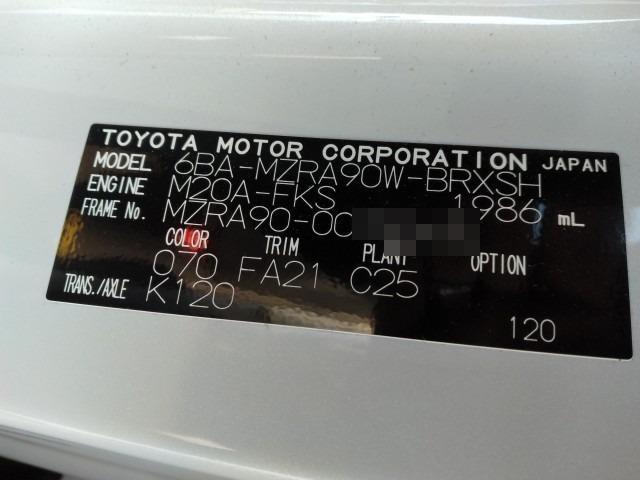 TOYOTA MOTOR CORPORATION JAPAN
MODEL 6BA-MZRA90W-BRXSH
ENGINE M20A-FKS 1986 mL
FRAME No. MZRA90-00
COLOR TRIM PLANT OPTION
070 FA21 C25
TRANS./AXLE K120
120